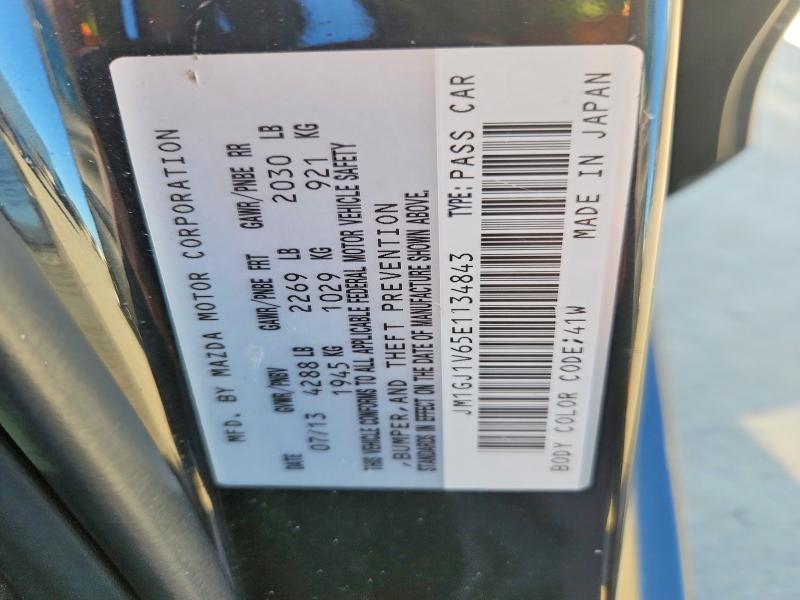 MFD. BY MAZDA MOTOR CORPORATION
DATE GVWR/PNBV GAWR/PNBE FRT GAWR/PNBE RR
07/13 4288 LB 2269 LB 2030 LB
1945 KG 1029 KG 921 KG
THIS VEHICLE CONFORMS TO ALL APPLICABLE FEDERAL MOTOR VEHICLE SAFETY
,BUMPER,AND THEFT PREVENTION
STANDARDS IN EFFECT ON THE DATE OF MANUFACTURE SHOWN ABOVE.
JM1GJ1V65E1134843 TYPE:PASS CAR
BODY COLOR CODE;41W MADE IN JAPAN